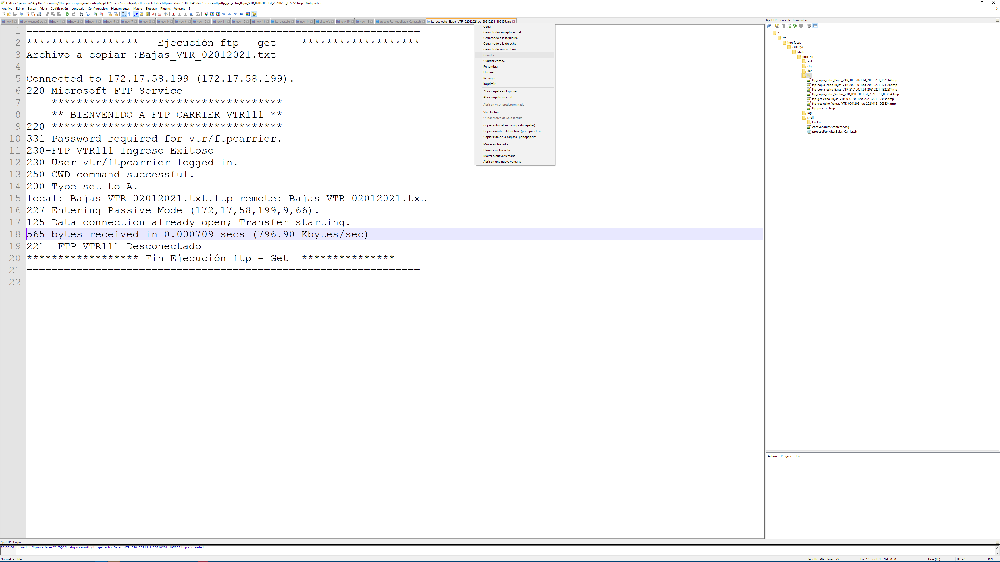 C:\Users\jsilvamar\AppData\Roaming\Notepad++\plugins\Config\NppFTP\Cache\usroutqa@pctlmdevelc1.vtr.cl\ftp\interfaces\OUTQA\ldiab\proceso\ftp\ftp_get_echo_Bajas_VTR_02012021.txt_20210201_195855.tmp - Notepad++
Archivo Editar Buscar Vista Codificación Lenguaje Configuración Herramientas Macro Ejecutar Plugins Ventana ? X
new 4 conexiones3.txt new 1 new 2 new 3 new 5 new 7 new 8 new 9 new 6 new 10 new 11 new 12 new 13 ftp_user.cfg new 14 altas.cfg new 15 new 16 procesoFtp_AltasBajas_Carrier.sh ftp_get_echo_Bajas_VTR_02012021.txt_20210201_195855.tmp
1 ===============================================================
2 ****************** Ejecución ftp - get *******************
3 Archivo a copiar :Bajas_VTR_02012021.txt
4
5 Connected to 172.17.58.199 (172.17.58.199).
6 220-Microsoft FTP Service
7 *************************************
8 ** BIENVENIDO A FTP CARRIER VTR111 **
9 220 *************************************
10 331 Password required for vtr/ftpcarrier.
11 230-FTP VTR111 Ingreso Exitoso
12 230 User vtr/ftpcarrier logged in.
13 250 CWD command successful.
14 200 Type set to A.
15 local: Bajas_VTR_02012021.txt.ftp remote: Bajas_VTR_02012021.txt
16 227 Entering Passive Mode (172,17,58,199,9,66).
17 125 Data connection already open; Transfer starting.
18 565 bytes received in 0.000709 secs (796.90 Kbytes/sec)
19 221  FTP VTR111 Desconectado
20 ****************** Fin Ejecución ftp - Get ***************
21 ===============================================================
22
Cerrar
Cerrar todos excepto actual
Cerrar todo a la izquierda
Cerrar todo a la derecha
Cerrar todo sin cambios
Guardar
Guardar como...
Renombrar
Eliminar
Recargar
Imprimir
Abrir carpeta en Explorer
Abrir carpeta en cmd
Abrir en visor predeterminado
Sólo lectura
Quitar marca de Sólo lectura
Copiar ruta del archivo (portapapeles)
Copiar nombre del archivo (portapapeles)
Copiar ruta de la carpeta (portapapeles)
Mover a otra vista
Clonar en otra vista
Mover a nueva ventana
Abrir en una nueva ventana
NppFTP - Connected to usroutqa
/
ftp
interfaces
OUTQA
ldiab
proceso
awk
cfg
dat
ftp
ftp_copia_echo_Bajas_VTR_10012021.txt_20210201_182614.tmp
ftp_copia_echo_Bajas_VTR_30012021.txt_20210201_174336.tmp
ftp_copia_echo_Bajas_VTR_31012021.txt_20210201_182028.tmp
ftp_copia_echo_Ventas_VTR_05012021.txt_20210121_053854.tmp
ftp_get_echo_Bajas_VTR_02012021.txt_20210201_195855.tmp
ftp_get_echo_Ventas_VTR_05012021.txt_20210121_053854.tmp
ftp_proceso.tmp
log
shell
backup
confVariablesAmbiente.cfg
procesoFtp_AltasBajas_Carrier.sh
Action Progress File
NppFTP - Output
20:00:04 Upload of /ftp/interfaces/OUTQA/ldiab/proceso/ftp/ftp_get_echo_Bajas_VTR_02012021.txt_20210201_195855.tmp succeeded.
Normal text file length : 999 lines : 22 Ln : 18 Col : 1 Sel : 0 | 0 Unix (LF) UTF-8 INS